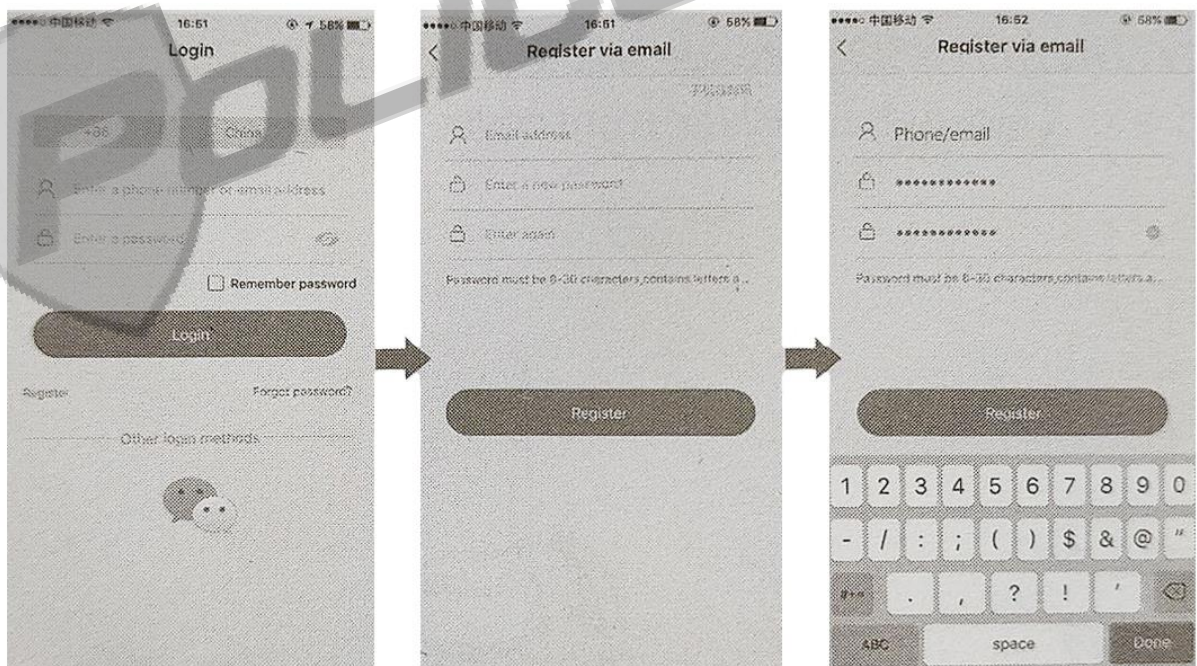 POLICE
●●●●○ 中国移动 16:51 58%
Login
+86 China
Enter a phone number or email address
Enter a password
Remember password
Login
Register Forgot password?
Other login methods
●●●●○ 中国移动 16:51 58%
Register via email
Email address
Enter a new password
Enter again
Password must be 8-30 characters,contains letters a...
Register
●●●●○ 中国移动 16:52 58%
Register via email
Phone/email
************
************
Password must be 8-30 characters,contains letters a...
Register
1 2 3 4 5 6 7 8 9 0
- / : ; ( ) $ & @ "
#+= . , ? ! '
ABC space Done